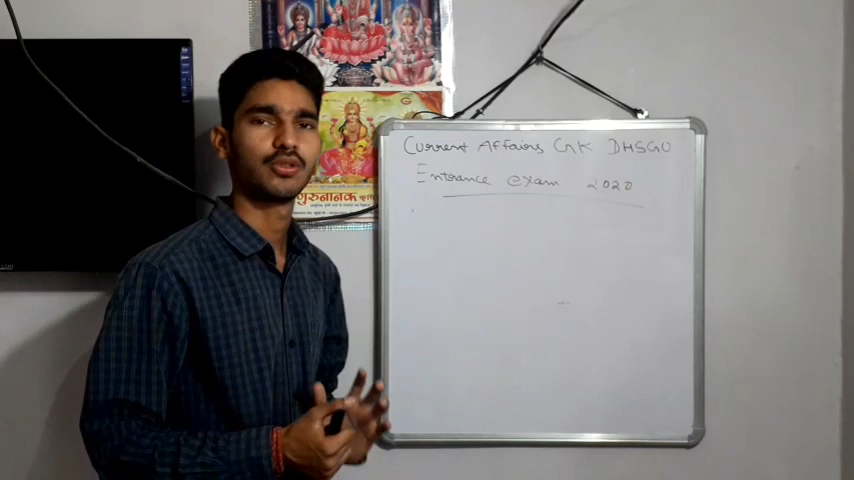 Current Affairs GK DHSGU
Entrance exam 2020
गुरुनानक